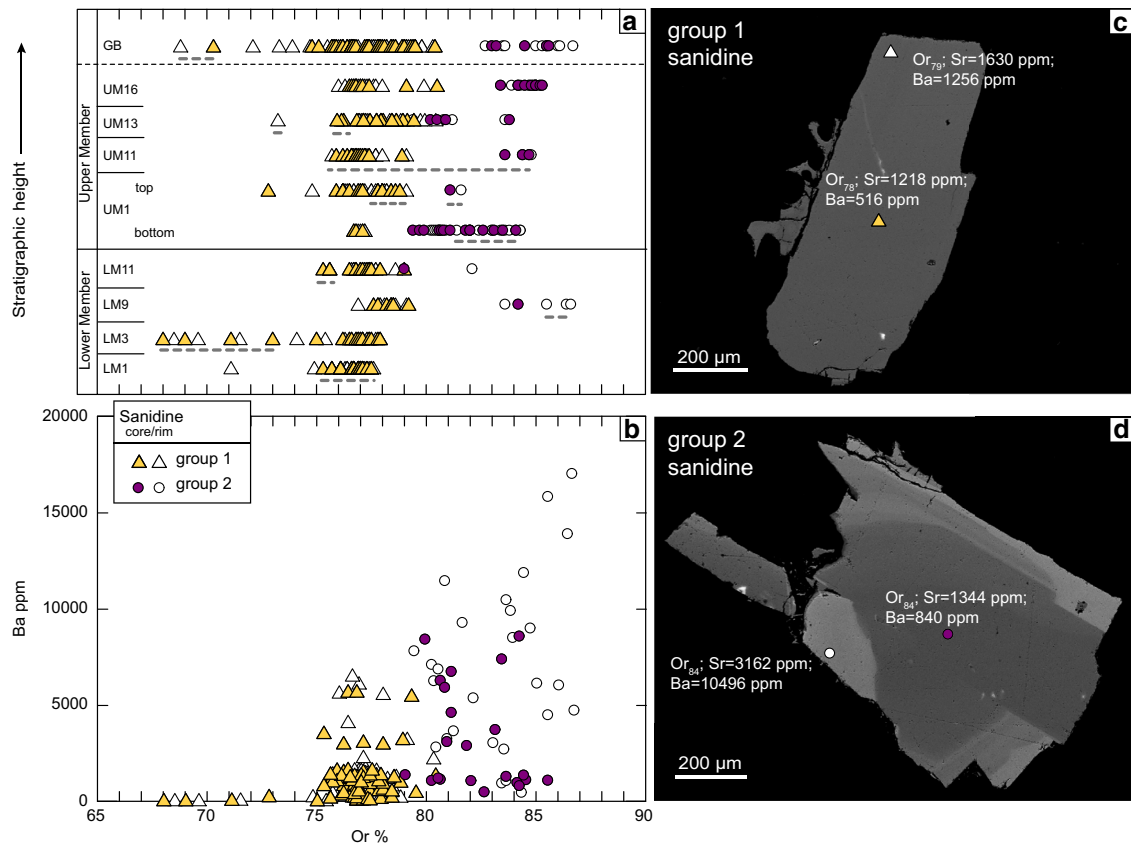 a
Stratigraphic height
Upper Member
Lower Member
GB
UM16
UM13
UM11
top
UM1
bottom
LM11
LM9
LM3
LM1
b
20000
15000
10000
5000
0
Ba ppm
Sanidine
core/rim
group 1
group 2
65 70 75 80 85 90
Or %
c
group 1
sanidine
Or79; Sr=1630 ppm;
Ba=1256 ppm
Or78; Sr=1218 ppm;
Ba=516 ppm
200 µm
d
group 2
sanidine
Or84; Sr=1344 ppm;
Ba=840 ppm
Or84; Sr=3162 ppm;
Ba=10496 ppm
200 µm